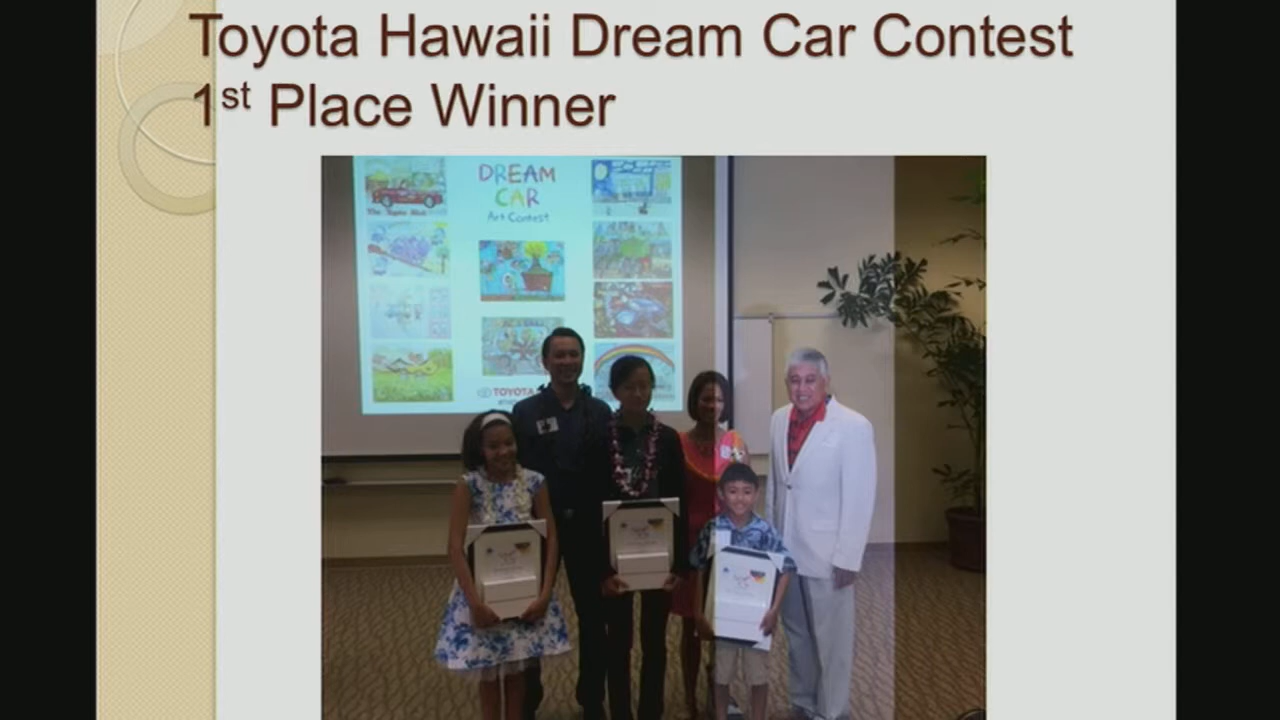 Toyota Hawaii Dream Car Contest
1st Place Winner
DREAM
CAR
Art Contest
TOYOTA